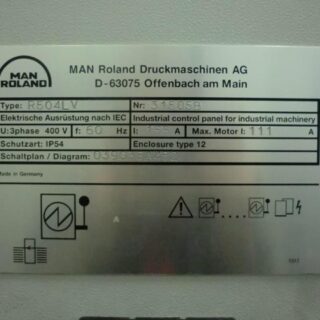 MAN
ROLAND
MAN Roland Druckmaschinen AG
D-63075 Offenbach am Main
Type: R504LV Nr: 31505B
Elektrische Ausrüstung nach IEC Industrial control panel for industrial machinery
U:3phase 400 V f: 50 Hz I: A Max. Motor I: 111 A
Schutzart: IP54 Enclosure type 12
Schaltplan / Diagram:
Made in Germany
A